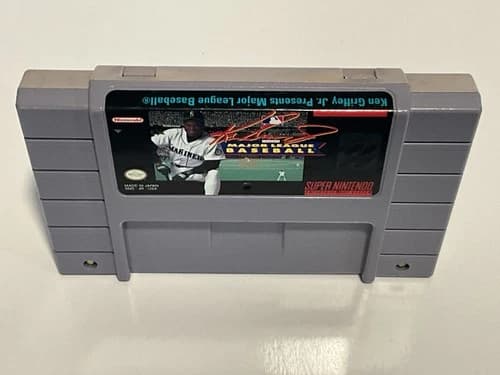 Ken Griffey Jr. Presents Major League Baseball®
Nintendo
MARINERS
MAJOR LEAGUE
BASEBALL
MADE IN JAPAN
SUPER NINTENDO